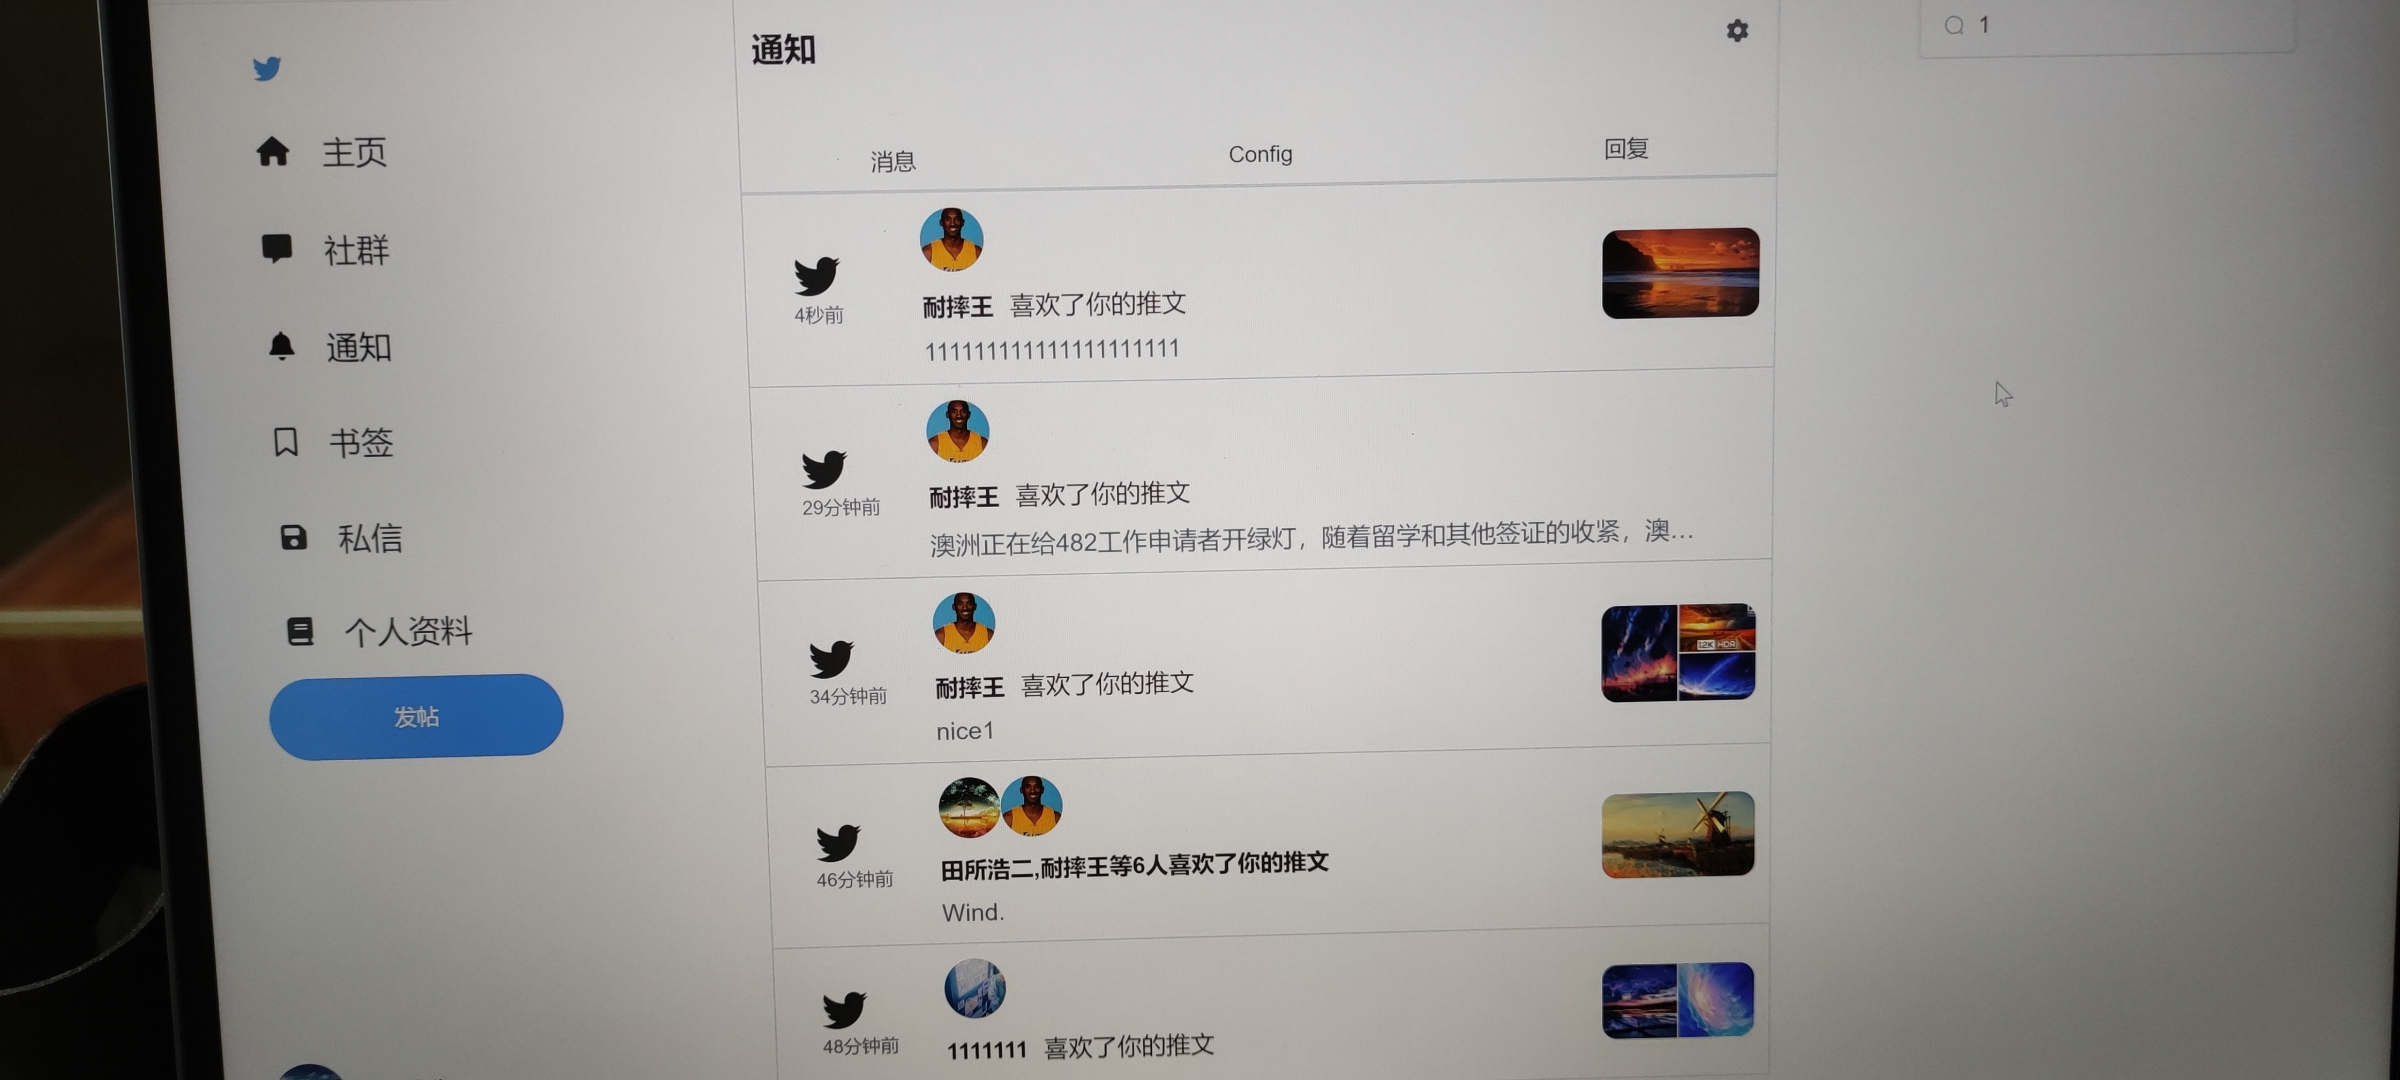 1
通知
主页
社群
通知
书签
私信
个人资料
发帖
消息
Config
回复
4秒前
耐摔王 喜欢了你的推文
111111111111111111111
29分钟前
耐摔王 喜欢了你的推文
澳洲正在给482工作申请者开绿灯，随着留学和其他签证的收紧，澳...
34分钟前
耐摔王 喜欢了你的推文
nice1
12K HDR
46分钟前
田所浩二,耐摔王等6人喜欢了你的推文
Wind.
48分钟前
1111111 喜欢了你的推文